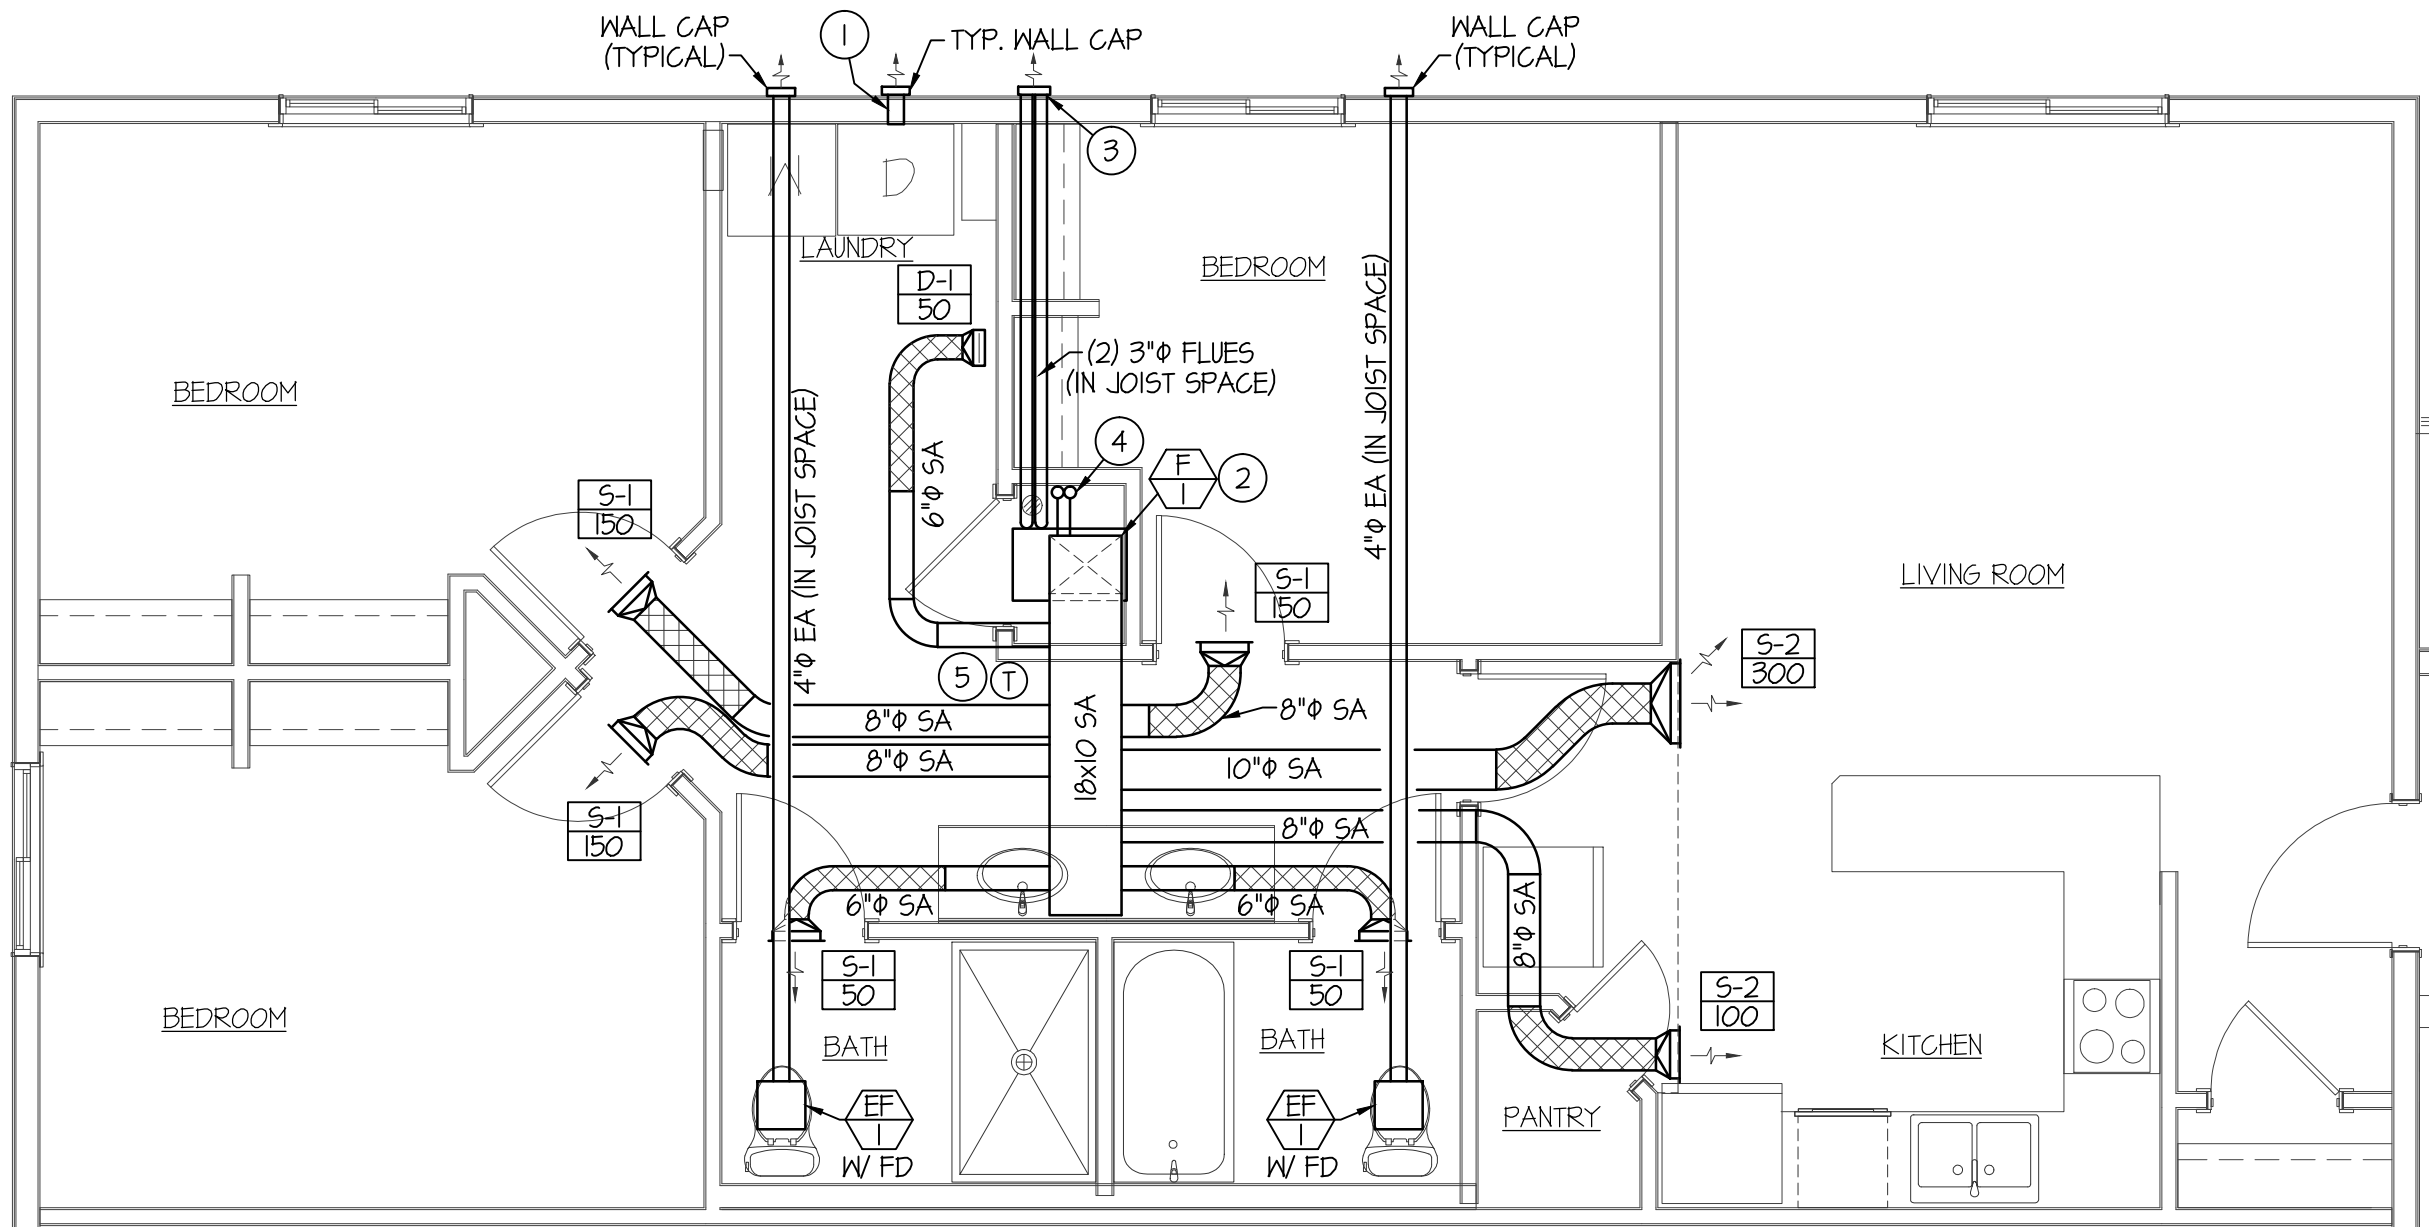 WALL CAP
(TYPICAL)
1
TYP. WALL CAP
WALL CAP
(TYPICAL)
3
W
D
LAUNDRY
D-1
50
BEDROOM
4"Φ EA (IN JOIST SPACE)
(2) 3"Φ FLUES
(IN JOIST SPACE)
BEDROOM
4"Φ EA (IN JOIST SPACE)
6"Φ SA
4
F
1
2
S-1
150
S-1
150
LIVING ROOM
S-2
300
5
T
8"Φ SA
8"Φ SA
18x10 SA
8"Φ SA
10"Φ SA
8"Φ SA
6"Φ SA
6"Φ SA
S-1
150
8"Φ SA
S-1
50
S-1
50
S-2
100
BEDROOM
BATH
BATH
KITCHEN
PANTRY
EF
1
W/ FD
EF
1
W/ FD